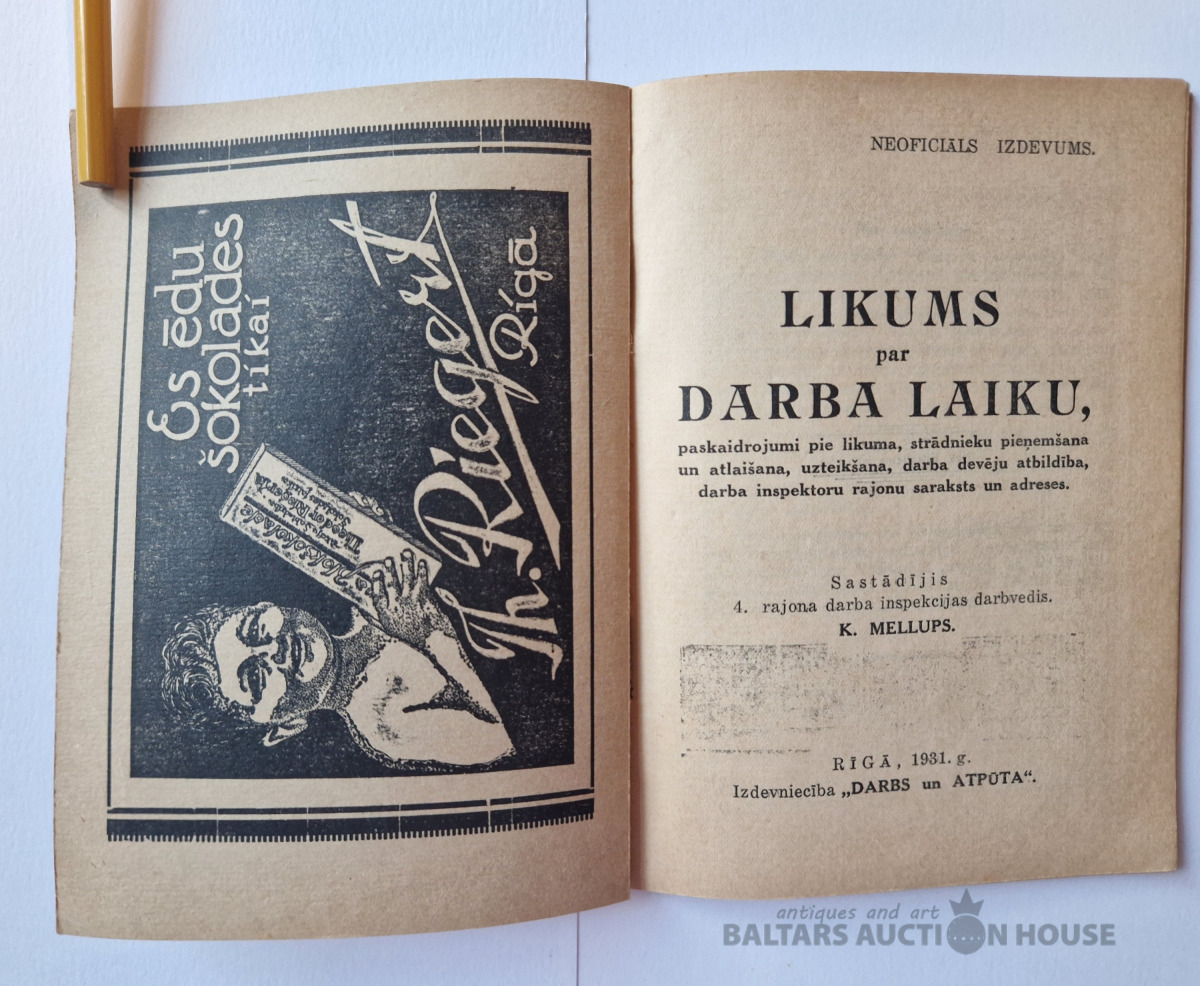 Es ēdu
šokolādes
tikai
Th. Riegert
Rīgā
Theodor Riegert
NEOFICIĀLS IZDEVUMS.
LIKUMS
par
DARBA LAIKU,
paskaidrojumi pie likuma, strādnieku pieņemšana
un atlaišana, uzteikšana, darba devēju atbildība,
darba inspektoru rajonu saraksts un adreses.
Sastādījis
4. rajona darba inspekcijas darbvedis.
K. MELLUPS.
RĪGĀ, 1931. g.
Izdevniecība „DARBS un ATPŪTA“.
antiques and art
BALTARS AUCTION HOUSE